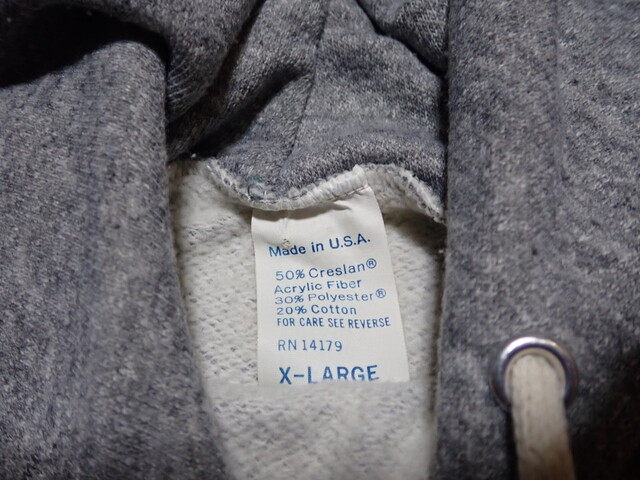 Made in U.S.A.
50% Creslan®
Acrylic Fiber
30% Polyester®
20% Cotton
FOR CARE SEE REVERSE
RN 14179
X-LARGE